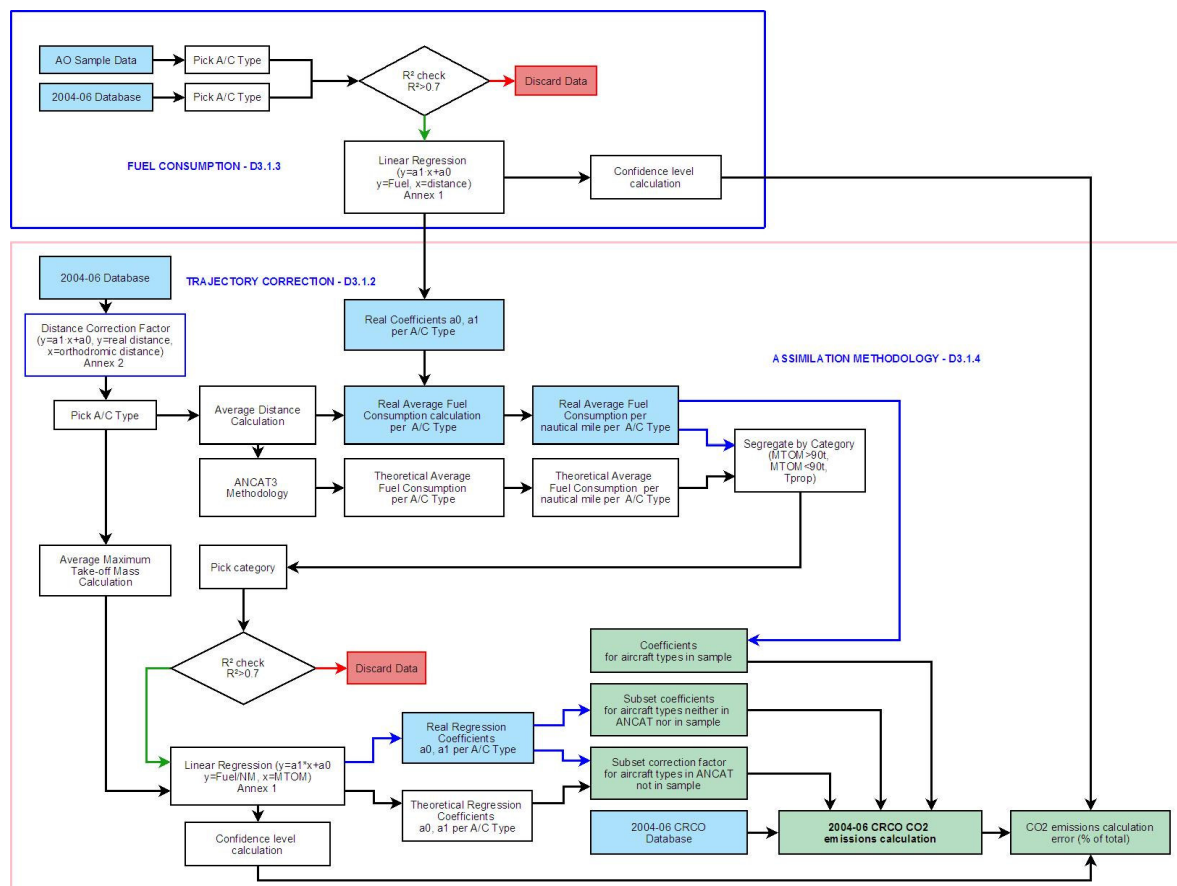 AO Sample Data
Pick A/C Type
2004-06 Database
Pick A/C Type
R² check
R²>0.7
Discard Data
FUEL CONSUMPTION - D3.1.3
Linear Regression
(y=a1·x+a0
y=Fuel, x=distance)
Annex 1
Confidence level
calculation
2004-06 Database
TRAJECTORY CORRECTION - D3.1.2
Distance Correction Factor
(y=a1·x+a0, y=real distance,
x=orthodromic distance)
Annex 2
Real Coefficients a0, a1
per A/C Type
ASSIMILATION METHODOLOGY - D3.1.4
Pick A/C Type
Average Distance
Calculation
Real Average Fuel
Consumption calculation
per A/C Type
Real Average Fuel
Consumption per
nautical mile per A/C Type
Segregate by Category
(MTOM>90t,
MTOM<90t,
Tprop)
ANCAT3
Methodology
Theoretical Average
Fuel Consumption
per A/C Type
Theoretical Average
Fuel Consumption per
nautical mile per A/C Type
Average Maximum
Take-off Mass
Calculation
Pick category
R² check
R²>0.7
Discard Data
Coefficients
for aircraft types in sample
Subset coefficients
for aircraft types neither in
ANCAT nor in sample
Real Regression
Coefficients
a0, a1 per A/C Type
Linear Regression (y=a1*x+a0
y=Fuel/NM, x=MTOM)
Annex 1
Subset correction factor
for aircraft types in ANCAT
not in sample
Theoretical Regression
Coefficients
a0, a1 per A/C Type
Confidence level
calculation
2004-06 CRCO
Database
2004-06 CRCO CO2
emissions calculation
CO2 emissions calculation
error (% of total)